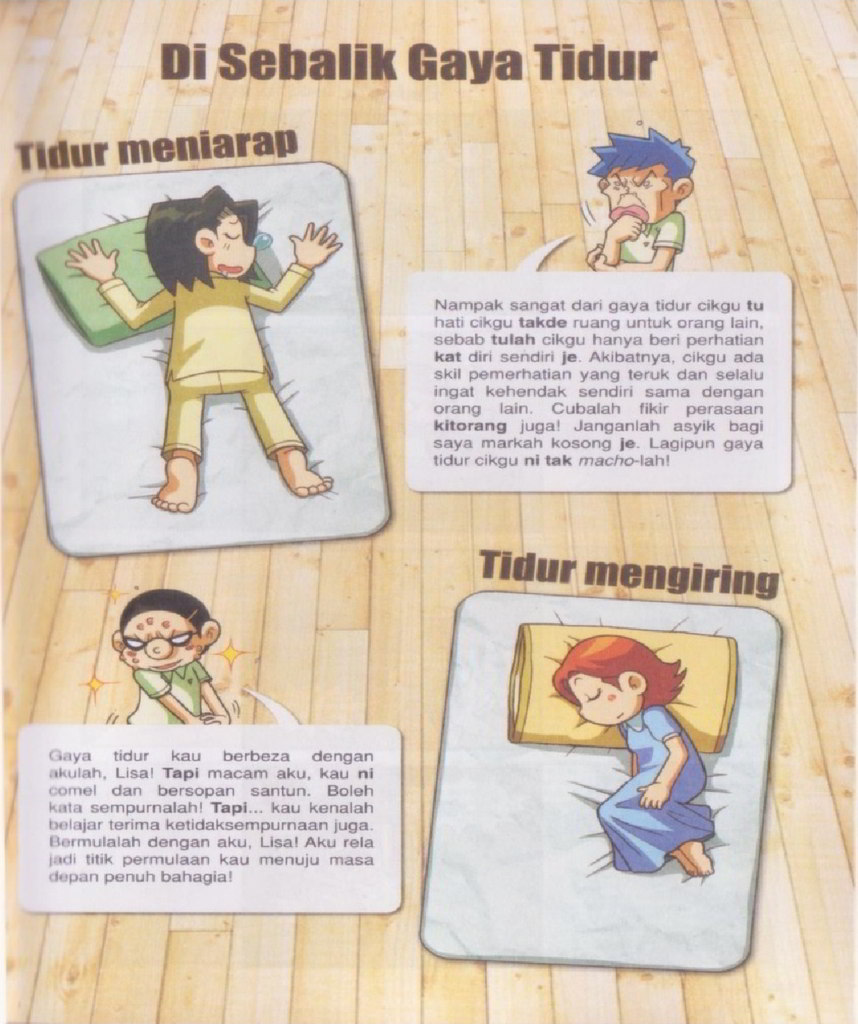 Di Sebalik Gaya Tidur
Tidur meniarap
Nampak sangat dari gaya tidur cikgu tu
hati cikgu takde ruang untuk orang lain,
sebab tulah cikgu hanya beri perhatian
kat diri sendiri je. Akibatnya, cikgu ada
skil pemerhatian yang teruk dan selalu
ingat kehendak sendiri sama dengan
orang lain. Cubalah fikir perasaan
kitorang juga! Janganlah asyik bagi
saya markah kosong je. Lagipun gaya
tidur cikgu ni tak macho-lah!
Tidur mengiring
Gaya tidur kau berbeza dengan
akulah, Lisa! Tapi macam aku, kau ni
comel dan bersopan santun. Boleh
kata sempurnalah! Tapi... kau kenalah
belajar terima ketidaksempurnaan juga.
Bermulalah dengan aku, Lisa! Aku rela
jadi titik permulaan kau menuju masa
depan penuh bahagia!